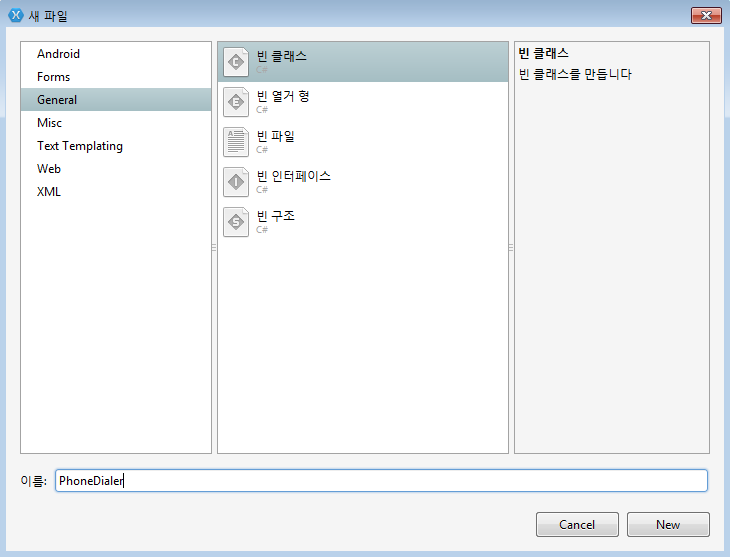 새 파일
Android
Forms
General
Misc
Text Templating
Web
XML
빈 클래스
C#
빈 열거 형
C#
빈 파일
C#
빈 인터페이스
C#
빈 구조
C#
빈 클래스
빈 클래스를 만듭니다
이름: PhoneDialer
Cancel New